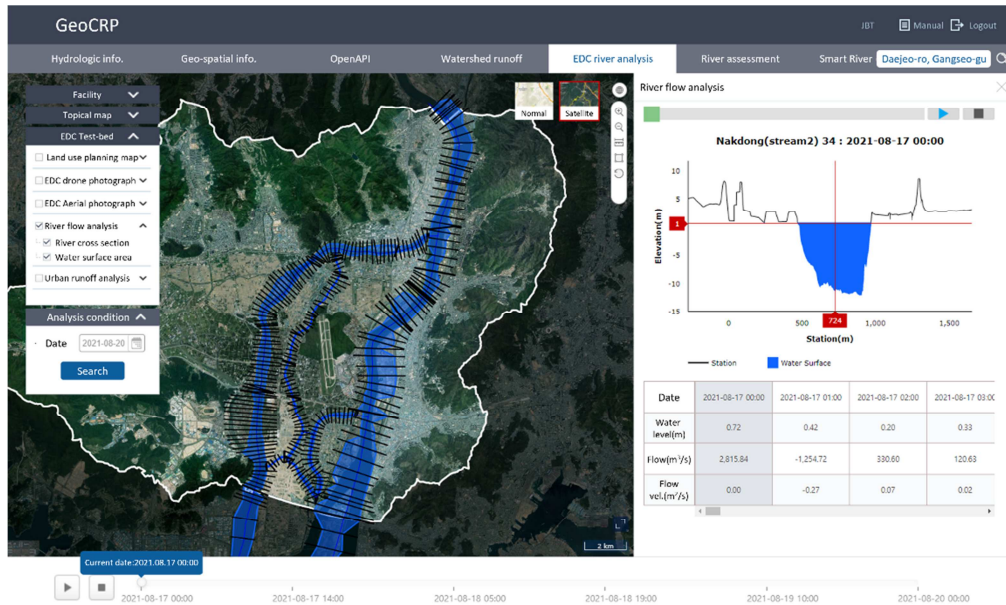 GeoCRP
JBT Manual Logout
Hydrologic info. Geo-spatial info. OpenAPI Watershed runoff EDC river analysis River assessment Smart River Daejeo-ro, Gangseo-gu
Facility
Topical map
EDC Test-bed
Land use planning map
EDC drone photograph
EDC Aerial photograph
River flow analysis
River cross section
Water surface area
Urban runoff analysis
Analysis condition
Date 2021-08-20
Search
Normal Satellite
2 km
River flow analysis
Nakdong(stream2) 34 : 2021-08-17 00:00
10
5
1
-5
-10
-15
Elevation(m)
0 500 724 1,000 1,500
Station(m)
Station Water Surface
Date 2021-08-17 00:00 2021-08-17 01:00 2021-08-17 02:00 2021-08-17 03:00
Water level(m) 0.72 0.42 0.20 0.33
Flow(m³/s) 2,815.84 -1,254.72 330.60 120.63
Flow vel.(m²/s) 0.00 -0.27 0.07 0.02
Current date:2021.08.17 00:00
2021-08-17 00:00 2021-08-17 14:00 2021-08-18 05:00 2021-08-18 19:00 2021-08-19 10:00 2021-08-20 00:00